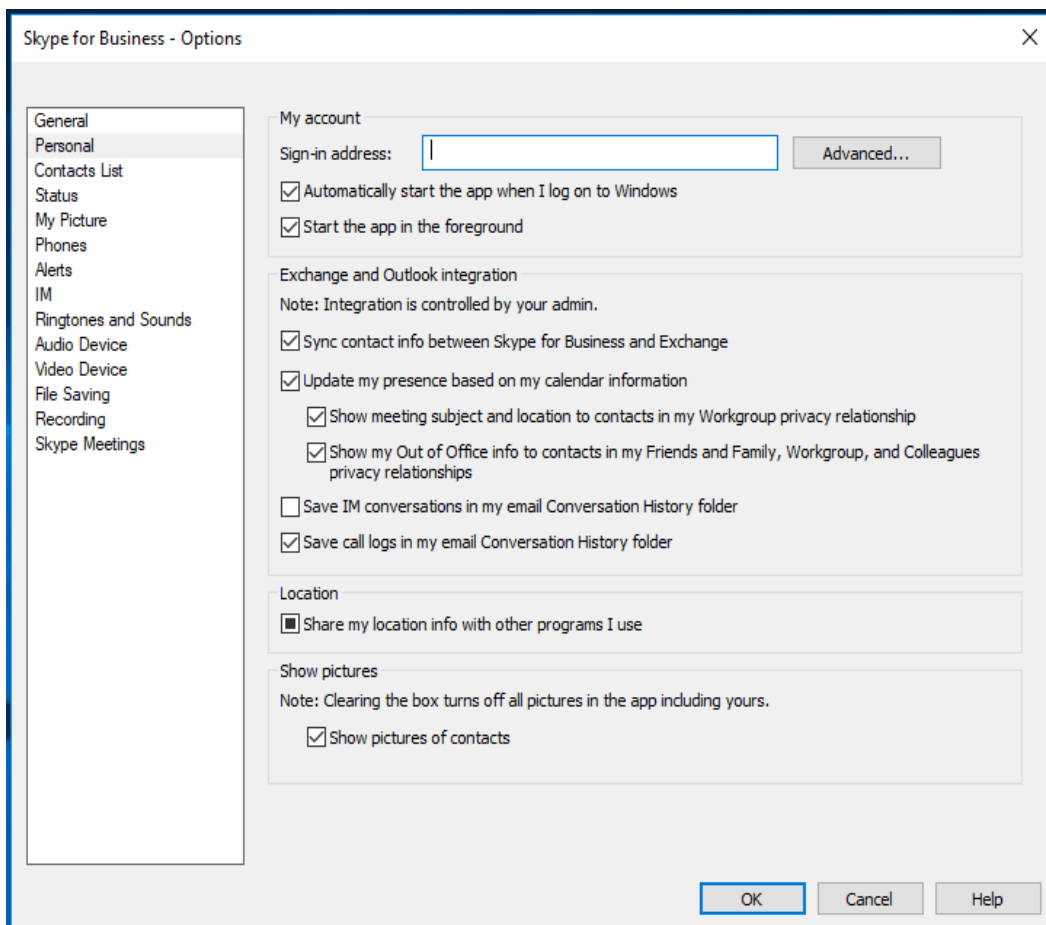 Skype for Business - Options
General
Personal
Contacts List
Status
My Picture
Phones
Alerts
IM
Ringtones and Sounds
Audio Device
Video Device
File Saving
Recording
Skype Meetings
My account
Sign-in address:
Advanced...
Automatically start the app when I log on to Windows
Start the app in the foreground
Exchange and Outlook integration
Note: Integration is controlled by your admin.
Sync contact info between Skype for Business and Exchange
Update my presence based on my calendar information
Show meeting subject and location to contacts in my Workgroup privacy relationship
Show my Out of Office info to contacts in my Friends and Family, Workgroup, and Colleagues
privacy relationships
Save IM conversations in my email Conversation History folder
Save call logs in my email Conversation History folder
Location
Share my location info with other programs I use
Show pictures
Note: Clearing the box turns off all pictures in the app including yours.
Show pictures of contacts
OK
Cancel
Help